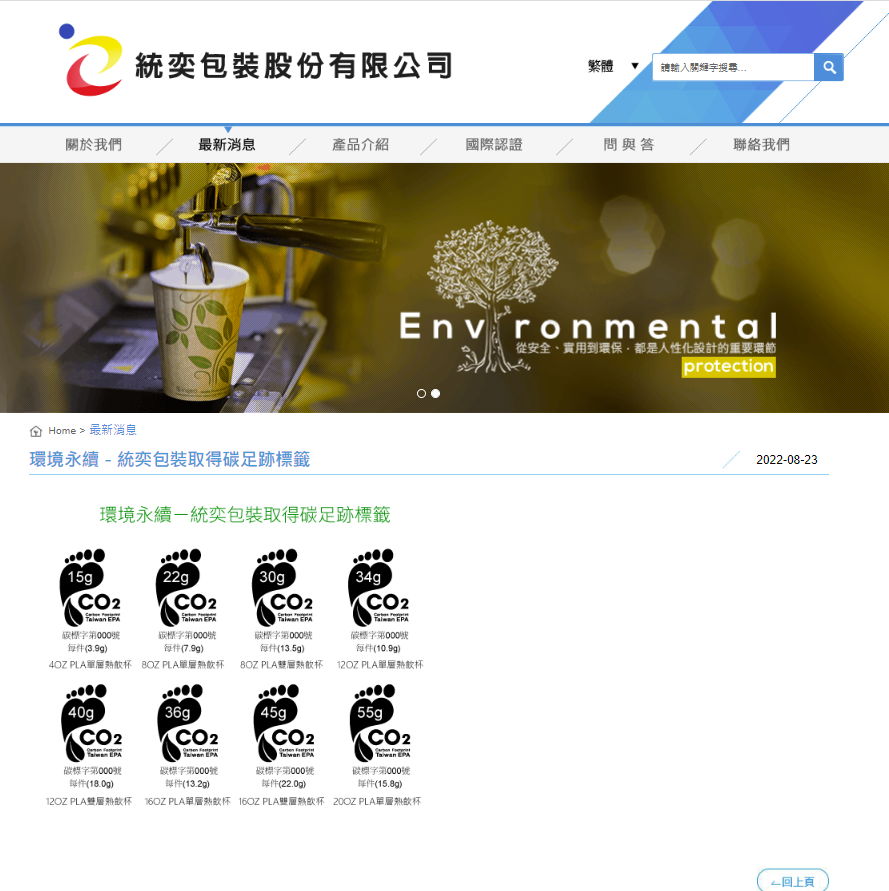 統奕包裝股份有限公司
繁體 ▼
請輸入關鍵字搜尋...
關於我們
最新消息
產品介紹
國際認證
問 與 答
聯絡我們
Environmental
從安全、實用到環保，都是人性化設計的重要環節
protection
Home > 最新消息
環境永續 - 統奕包裝取得碳足跡標籤
2022-08-23
環境永續－統奕包裝取得碳足跡標籤
15g 22g 30g 34g
CO2 CO2 CO2 CO2
Carbon Footprint Carbon Footprint Carbon Footprint Carbon Footprint
Taiwan EPA Taiwan EPA Taiwan EPA Taiwan EPA
碳標字第000號 碳標字第000號 碳標字第000號 碳標字第000號
每件(3.9g) 每件(7.9g) 每件(13.5g) 每件(10.9g)
4OZ PLA單層熱飲杯 8OZ PLA單層熱飲杯 8OZ PLA雙層熱飲杯 12OZ PLA單層熱飲杯
40g 36g 45g 55g
CO2 CO2 CO2 CO2
Carbon Footprint Carbon Footprint Carbon Footprint Carbon Footprint
Taiwan EPA Taiwan EPA Taiwan EPA Taiwan EPA
碳標字第000號 碳標字第000號 碳標字第000號 碳標字第000號
每件(18.0g) 每件(13.2g) 每件(22.0g) 每件(15.8g)
12OZ PLA雙層熱飲杯 16OZ PLA單層熱飲杯 16OZ PLA雙層熱飲杯 20OZ PLA單層熱飲杯
回上頁